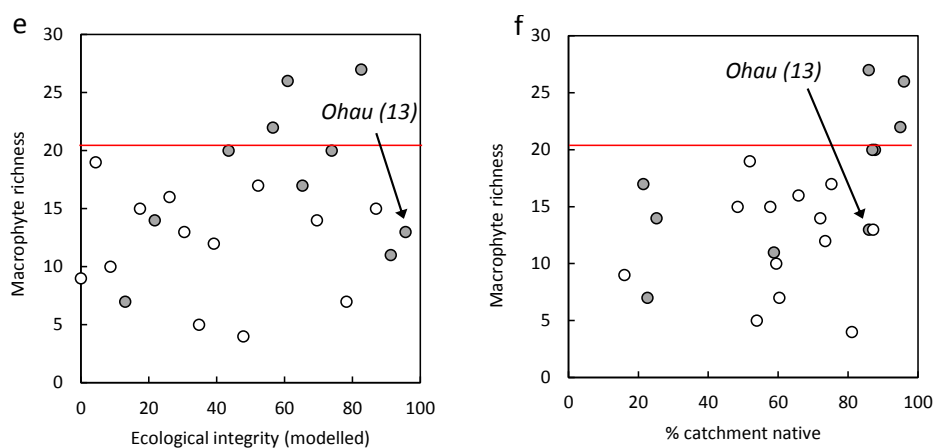 e
30
25
20
15
10
5
0
Macrophyte richness
Ohau (13)
0 20 40 60 80 100
Ecological integrity (modelled)
f
30
25
20
15
10
5
0
Macrophyte richness
Ohau (13)
0 20 40 60 80 100
% catchment native